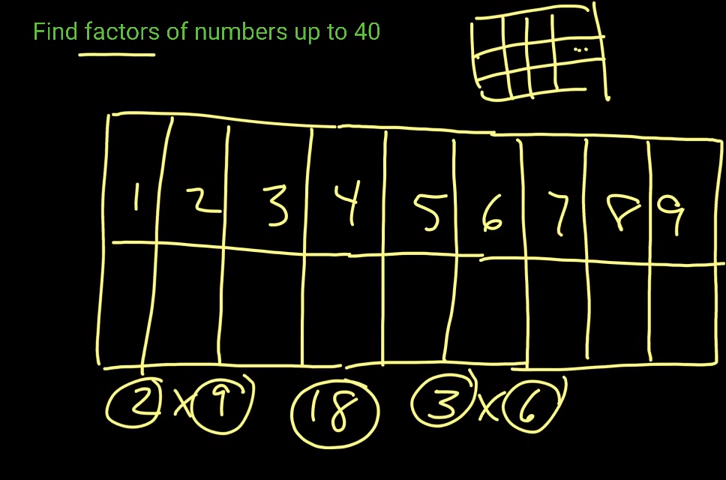 Find factors of numbers up to 40
...
1 2 3 4 5 6 7 8 9
2 x 9 18 3 x 6